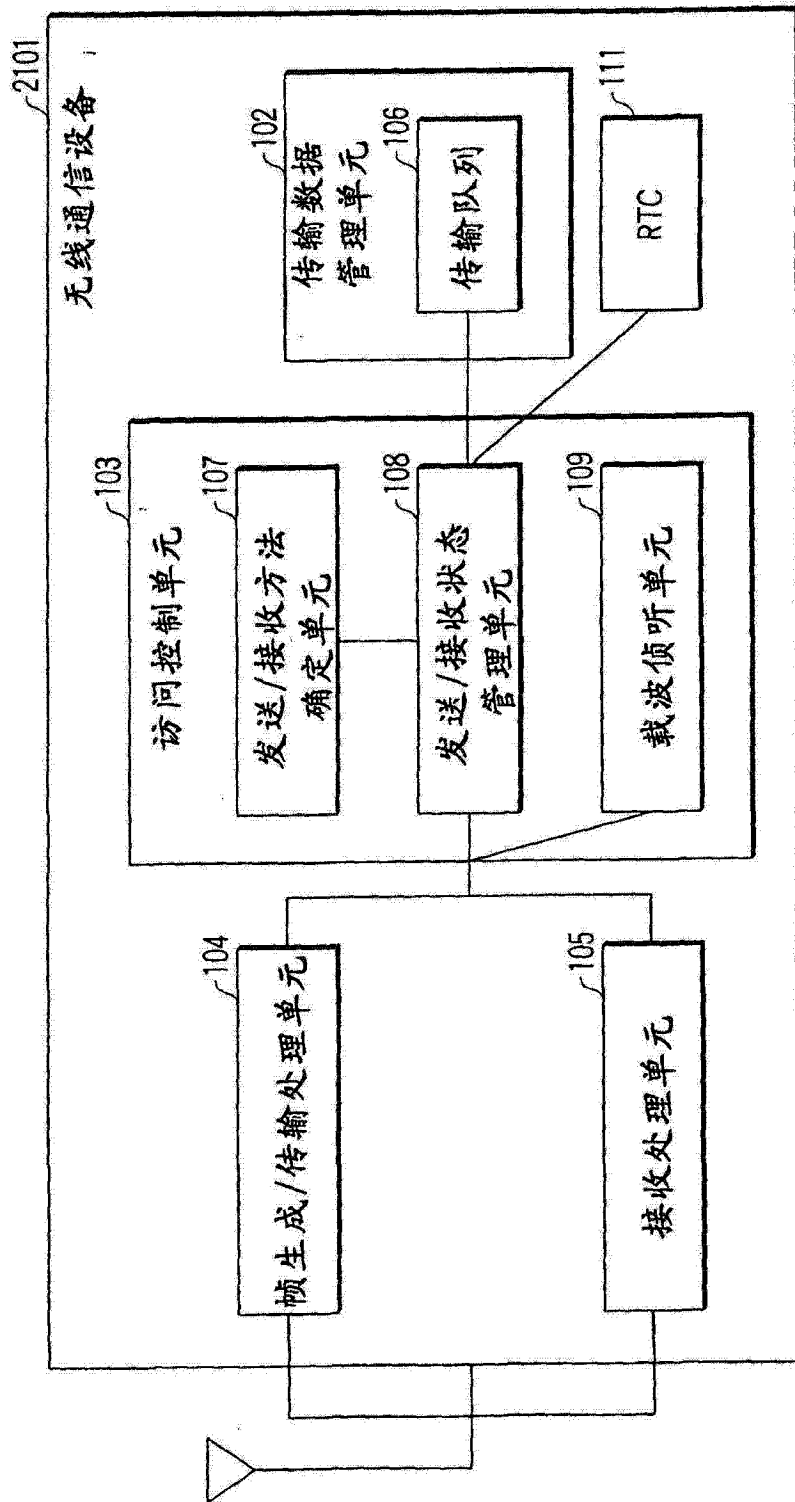 2101
无线通信设备
102
传输数据
管理单元
106
传输队列
111
RTC
103
访问控制单元
107
发送/接收方法
确定单元
108
发送/接收状态
管理单元
109
载波侦听单元
104
帧生成/传输处理单元
105
接收处理单元